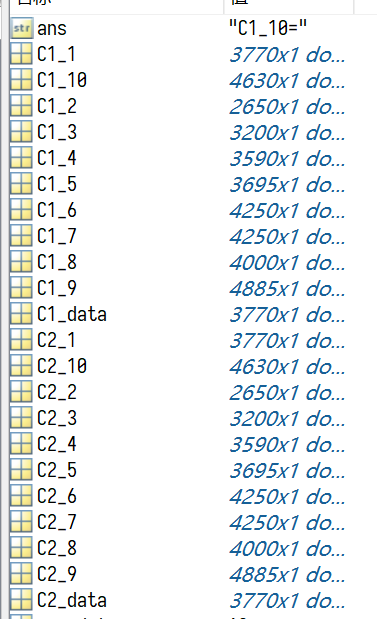 名称 值
str ans "C1_10="
C1_1 3770x1 do...
C1_10 4630x1 do...
C1_2 2650x1 do...
C1_3 3200x1 do...
C1_4 3590x1 do...
C1_5 3695x1 do...
C1_6 4250x1 do...
C1_7 4250x1 do...
C1_8 4000x1 do...
C1_9 4885x1 do...
C1_data 3770x1 do...
C2_1 3770x1 do...
C2_10 4630x1 do...
C2_2 2650x1 do...
C2_3 3200x1 do...
C2_4 3590x1 do...
C2_5 3695x1 do...
C2_6 4250x1 do...
C2_7 4250x1 do...
C2_8 4000x1 do...
C2_9 4885x1 do...
C2_data 3770x1 do...